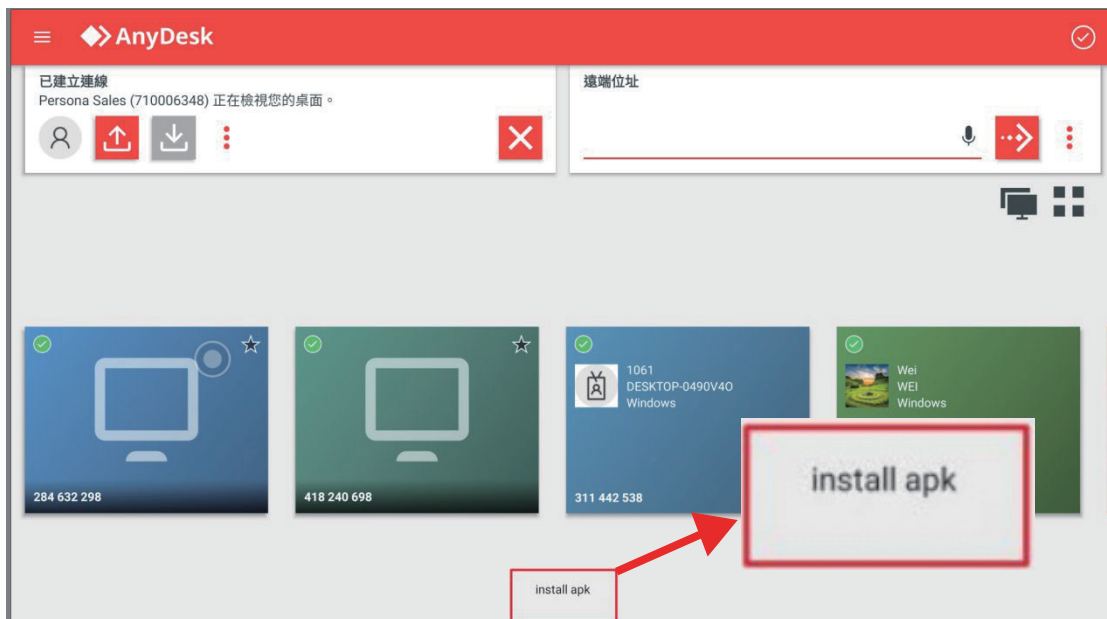 AnyDesk
已建立連線
Persona Sales (710006348) 正在檢視您的桌面。
遠端位址
284 632 298
418 240 698
1061
DESKTOP-0490V4O
Windows
311 442 538
Wei
WEI
Windows
install apk
install apk